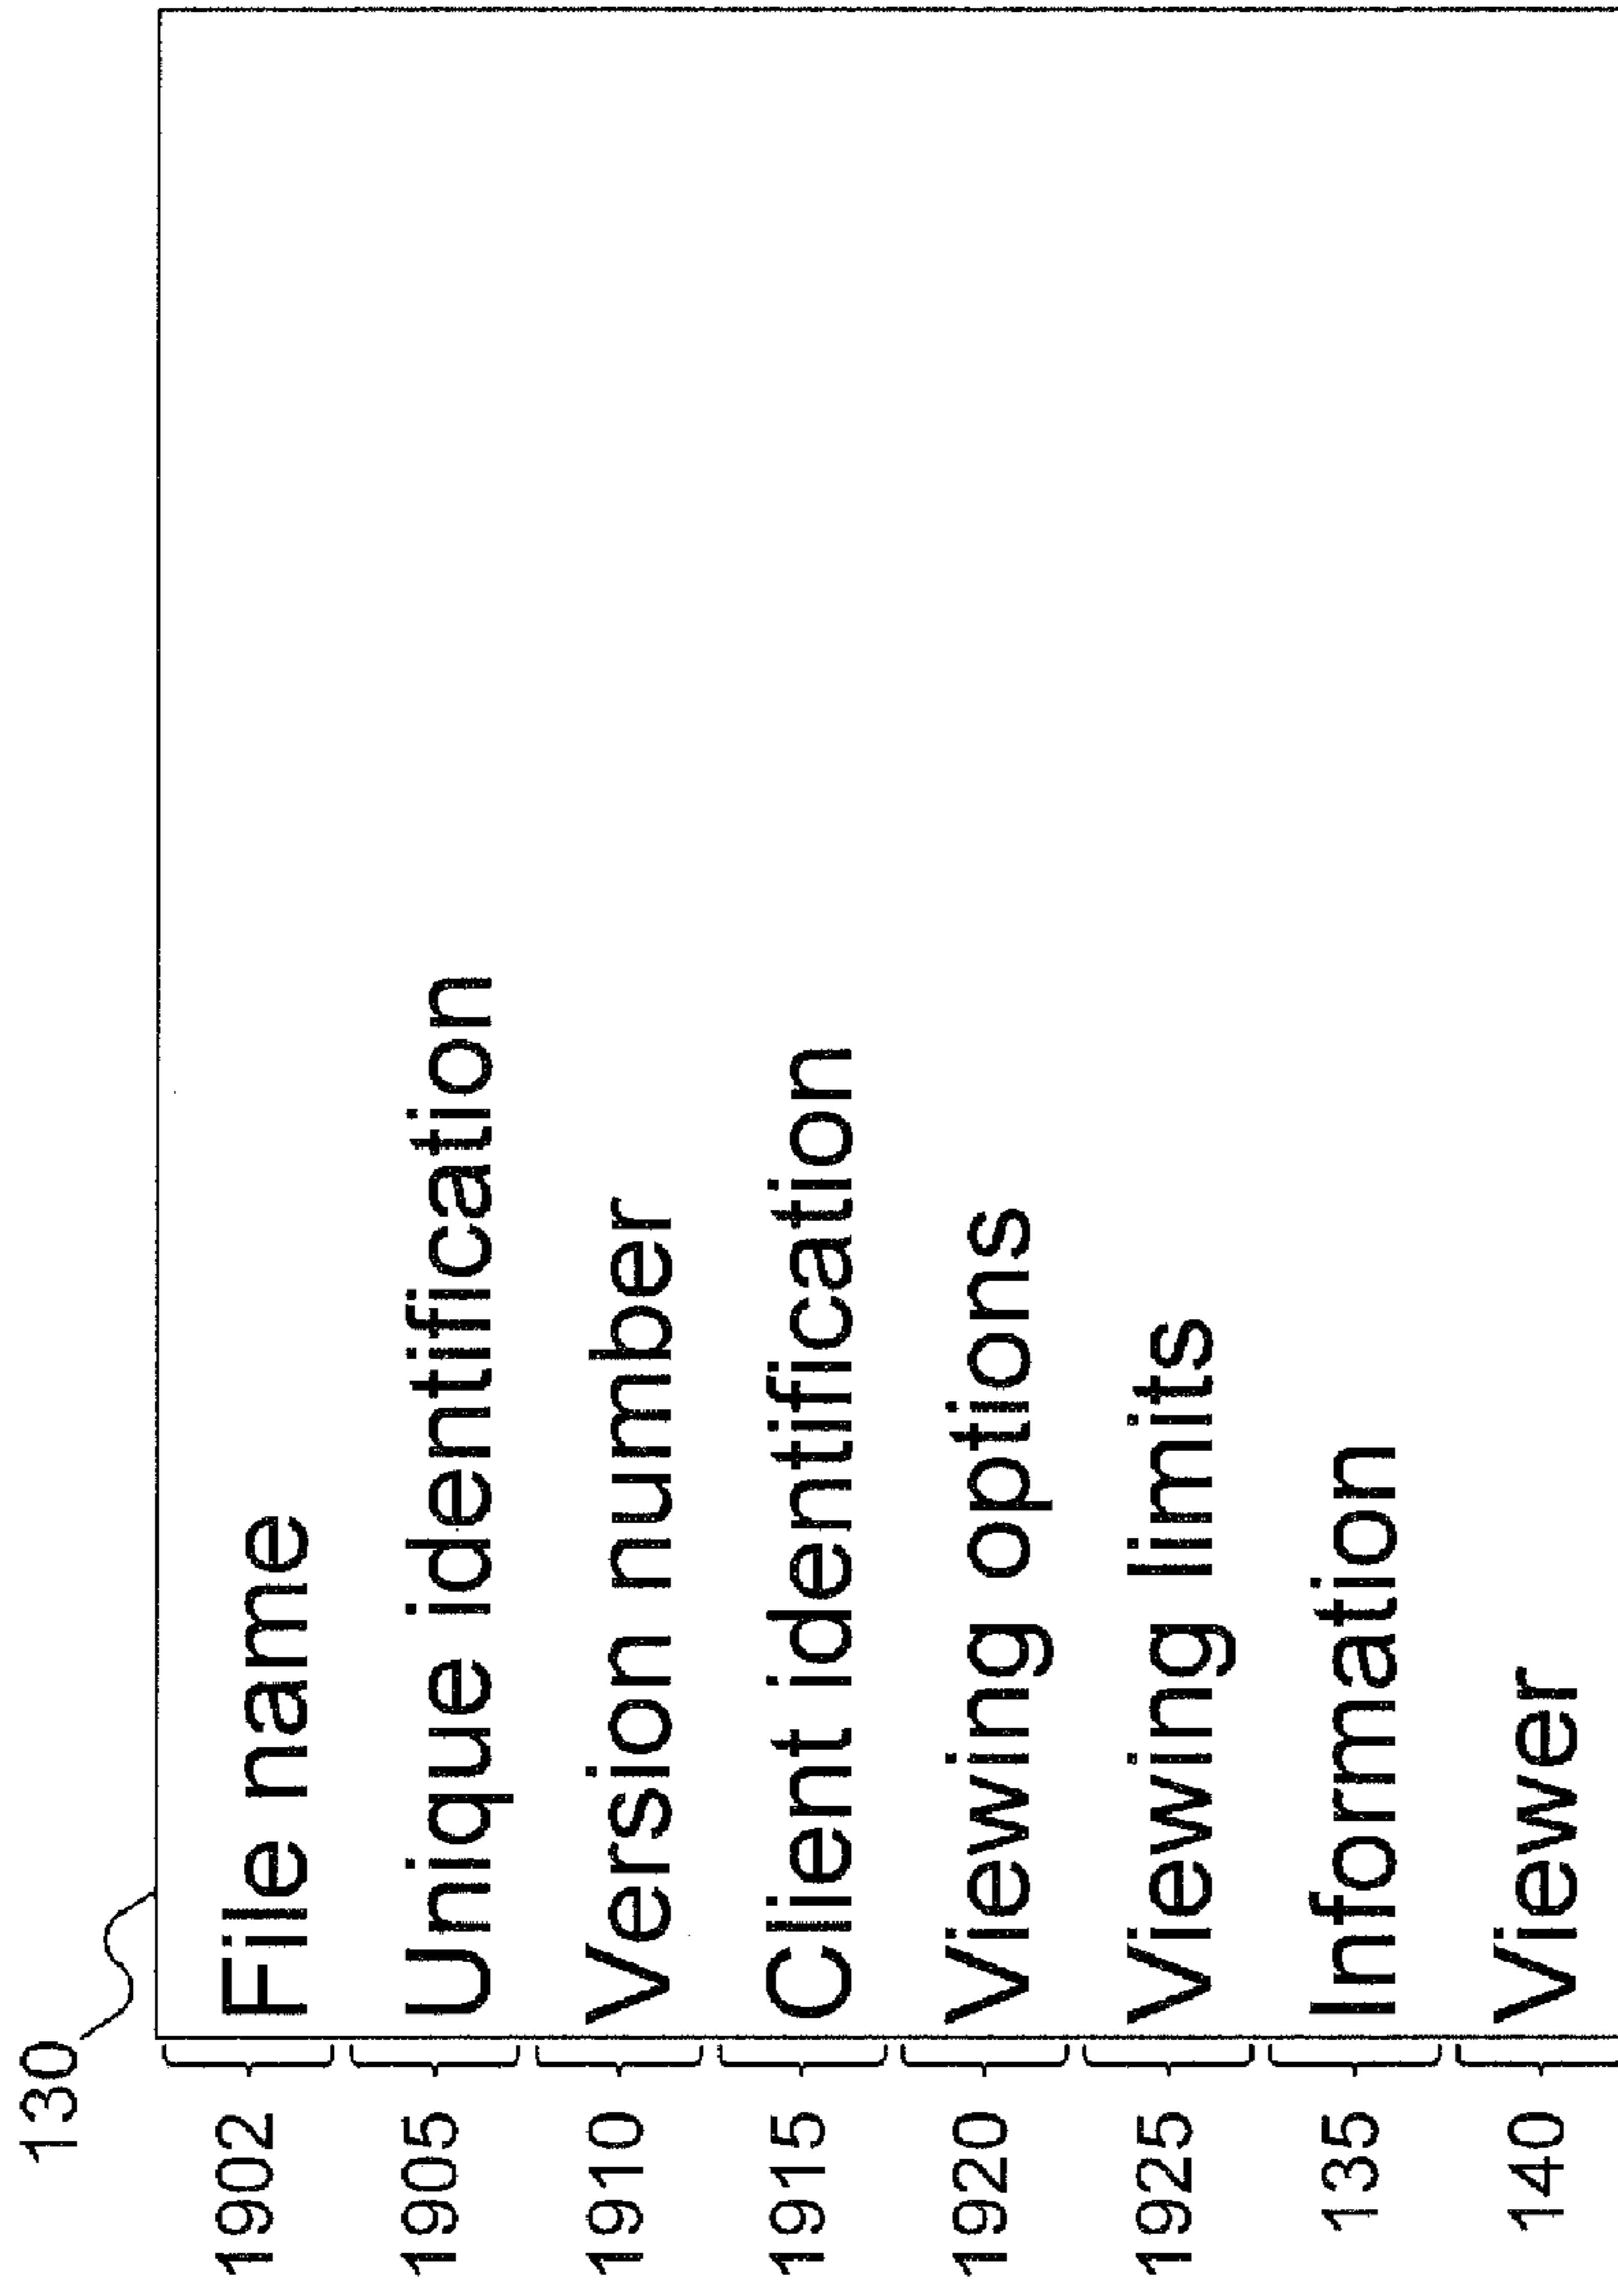 130
1902 File name
1905 Unique identification
1910 Version number
1915 Client identification
1920 Viewing options
1925 Viewing limits
135 Information
140 Viewer